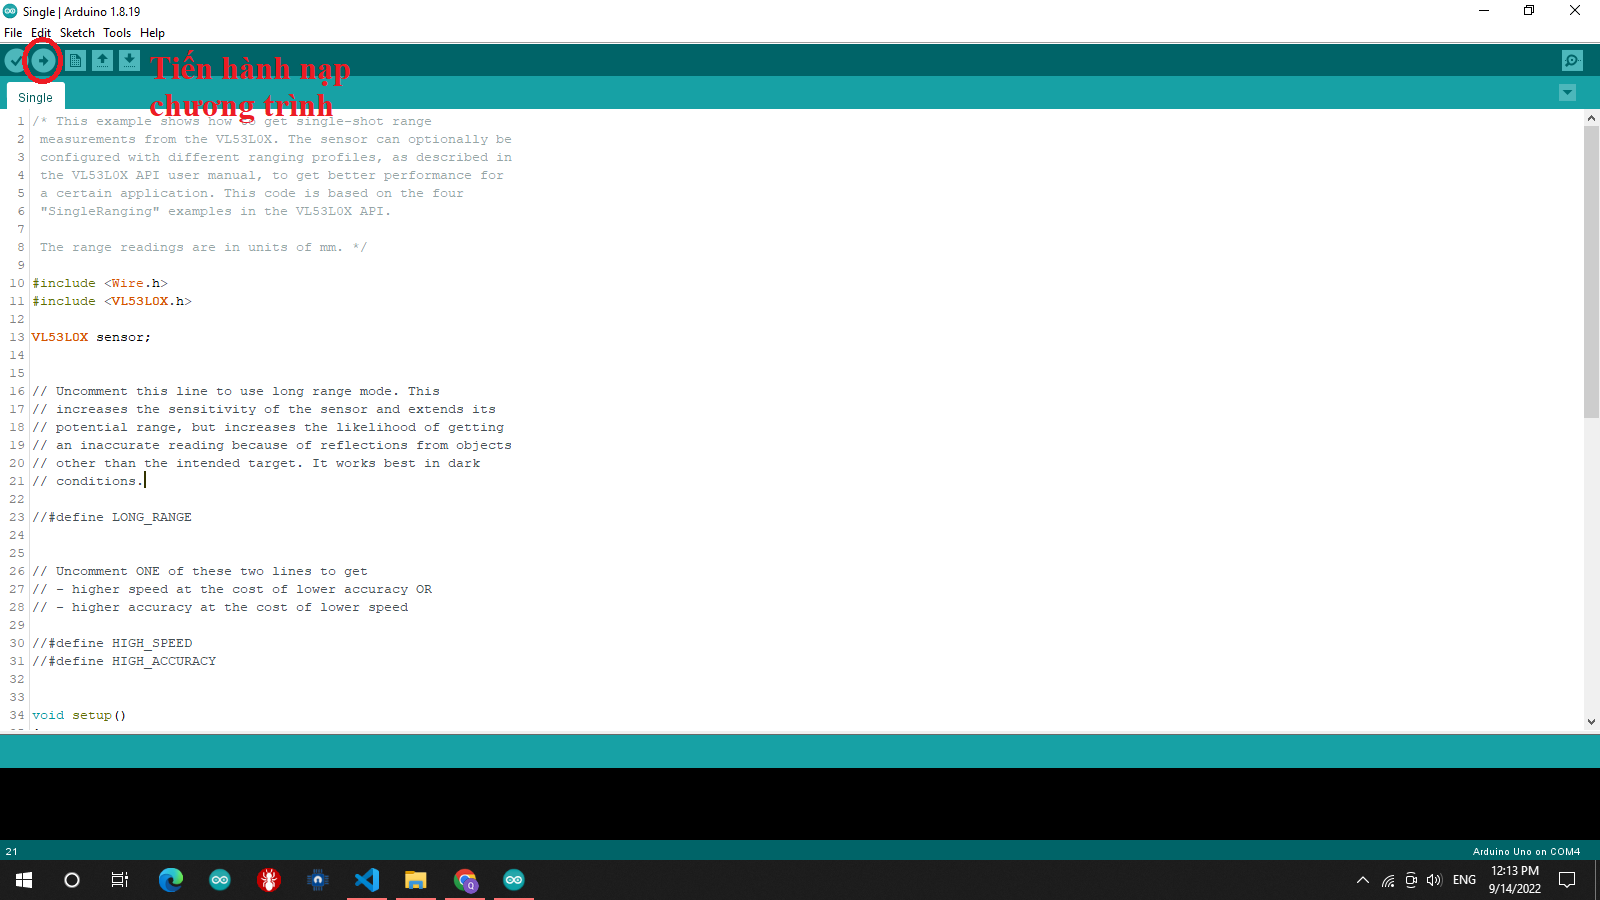 Single | Arduino 1.8.19
File Edit Sketch Tools Help
Tiến hành nạp
chương trình
Single
1 /* This example shows how to get single-shot range
2 measurements from the VL53L0X. The sensor can optionally be
3 configured with different ranging profiles, as described in
4 the VL53L0X API user manual, to get better performance for
5 a certain application. This code is based on the four
6 "SingleRanging" examples in the VL53L0X API.
7
8 The range readings are in units of mm. */
9
10 #include <Wire.h>
11 #include <VL53L0X.h>
12
13 VL53L0X sensor;
14
15
16 // Uncomment this line to use long range mode. This
17 // increases the sensitivity of the sensor and extends its
18 // potential range, but increases the likelihood of getting
19 // an inaccurate reading because of reflections from objects
20 // other than the intended target. It works best in dark
21 // conditions.
22
23 //#define LONG_RANGE
24
25
26 // Uncomment ONE of these two lines to get
27 // - higher speed at the cost of lower accuracy OR
28 // - higher accuracy at the cost of lower speed
29
30 //#define HIGH_SPEED
31 //#define HIGH_ACCURACY
32
33
34 void setup()
21
Arduino Uno on COM4
ENG
12:13 PM
9/14/2022